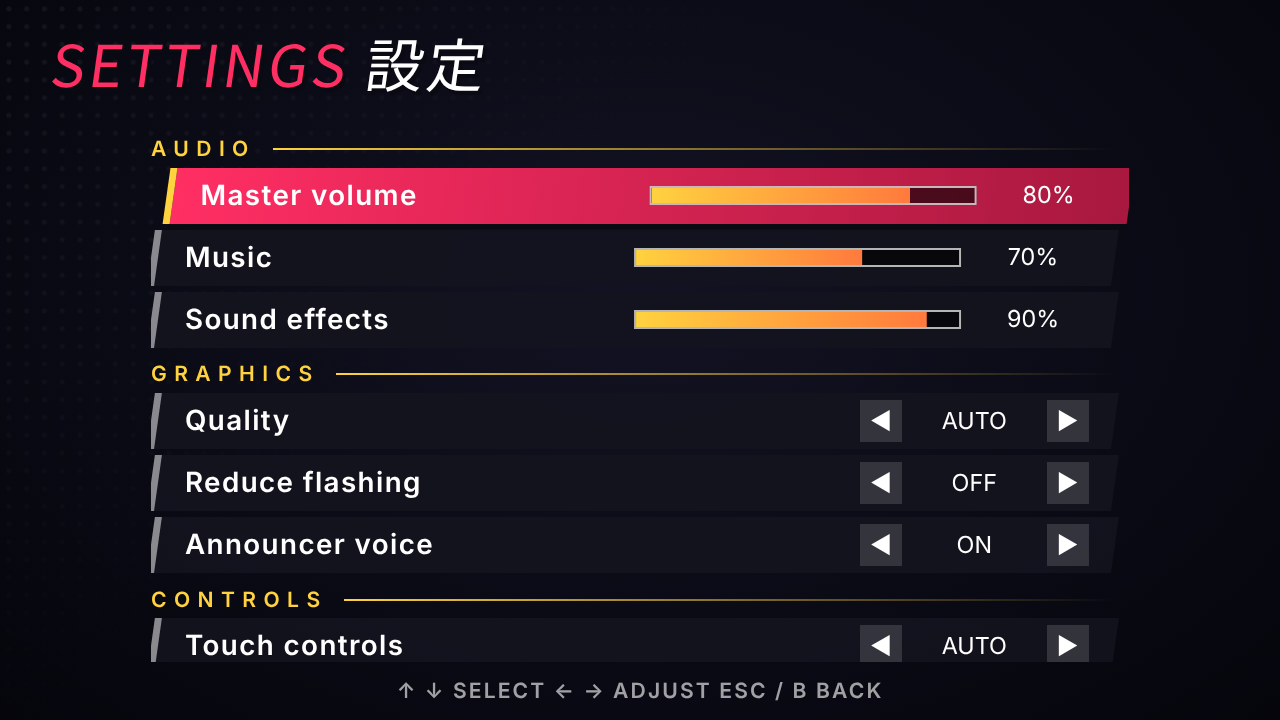 SETTINGS 設定
AUDIO
Master volume 80%
Music 70%
Sound effects 90%
GRAPHICS
Quality ◀ AUTO ▶
Reduce flashing ◀ OFF ▶
Announcer voice ◀ ON ▶
CONTROLS
Touch controls ◀ AUTO ▶
↑ ↓ SELECT ← → ADJUST ESC / B BACK